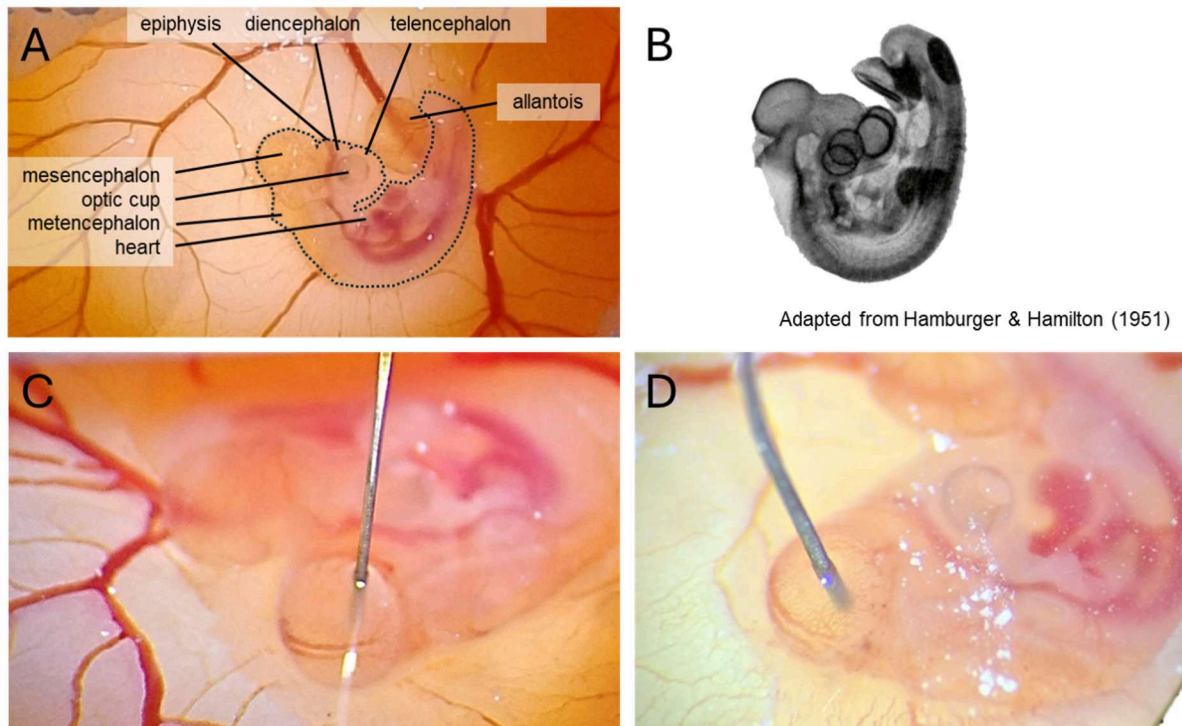 A
epiphysis diencephalon telencephalon
allantois
mesencephalon
optic cup
metencephalon
heart
B
Adapted from Hamburger & Hamilton (1951)
C
D